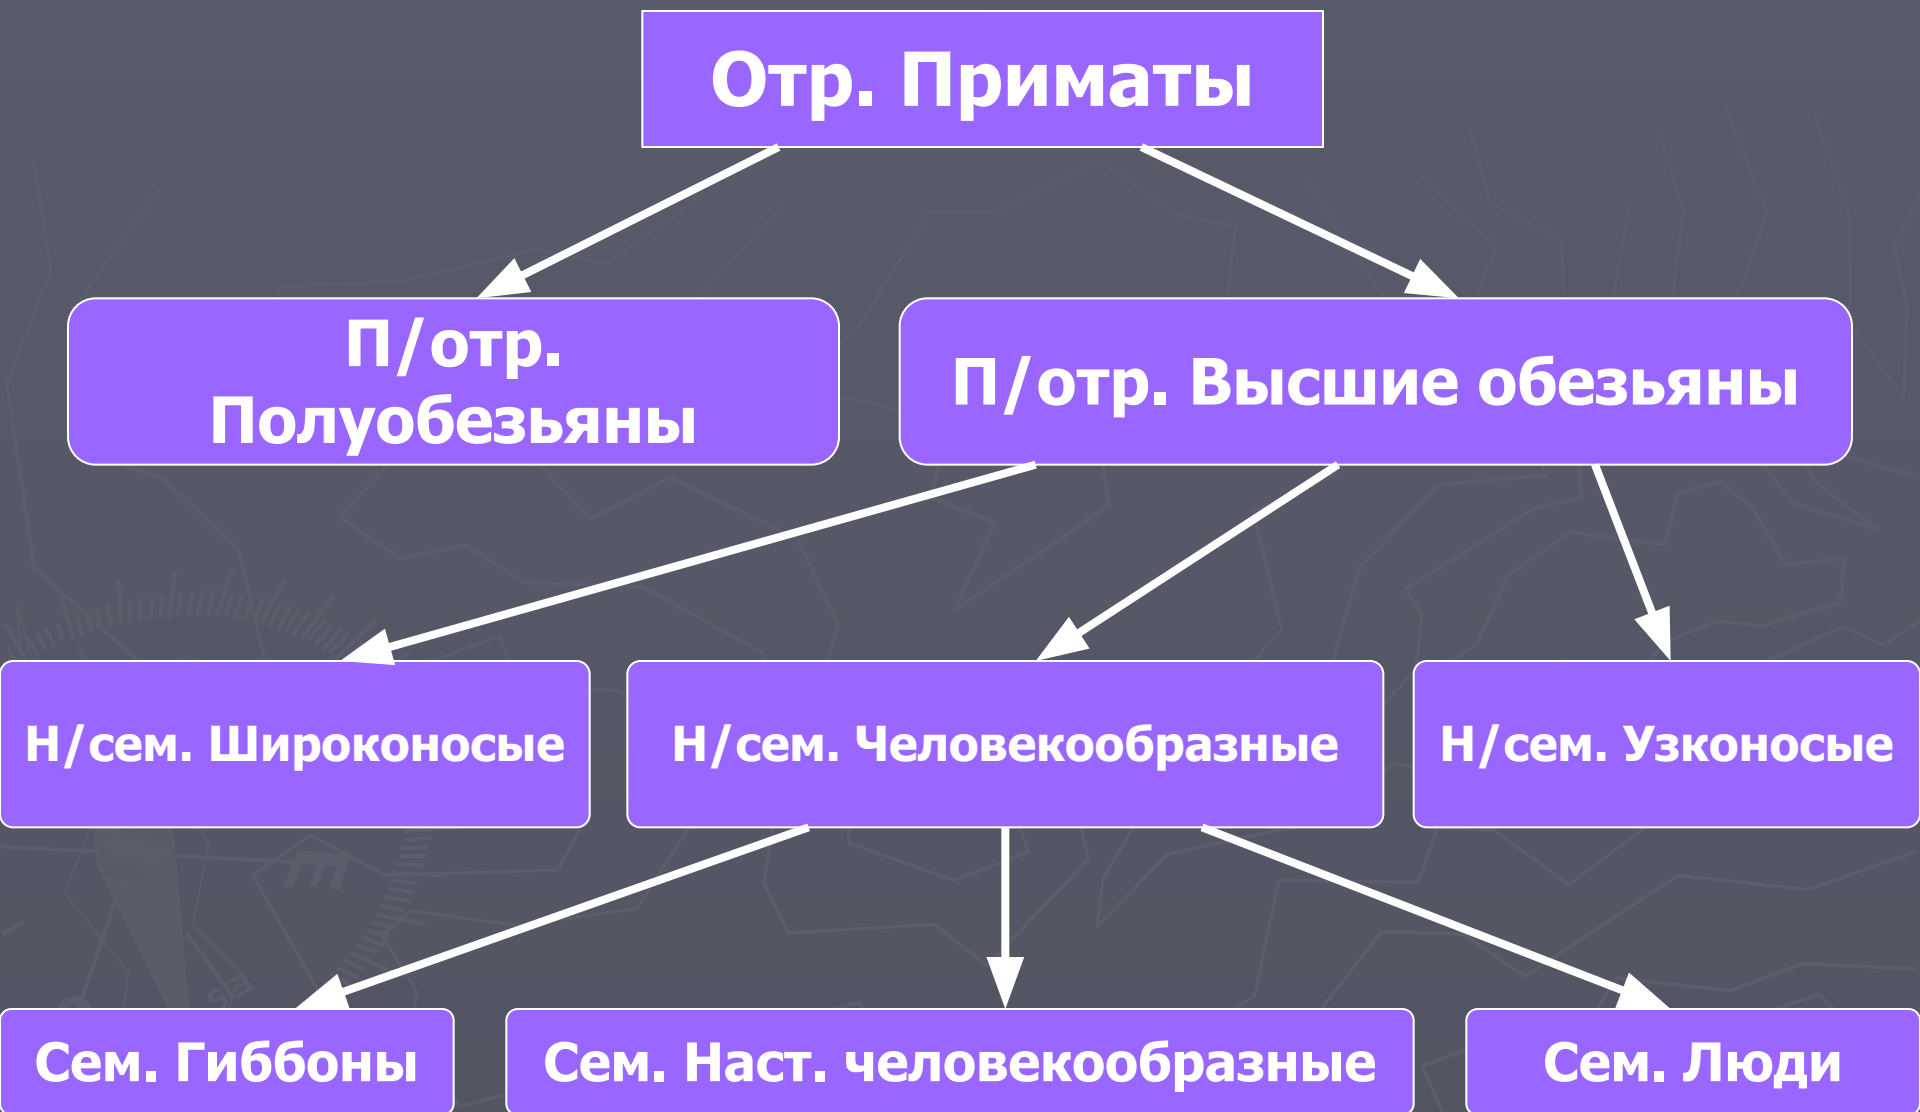 Отр. Приматы
П/отр.
Полуобезьяны
П/отр. Высшие обезьяны
Н/сем. Широконосые
Н/сем. Человекообразные
Н/сем. Узконосые
Сем. Гиббоны
Сем. Наст. человекообразные
Сем. Люди